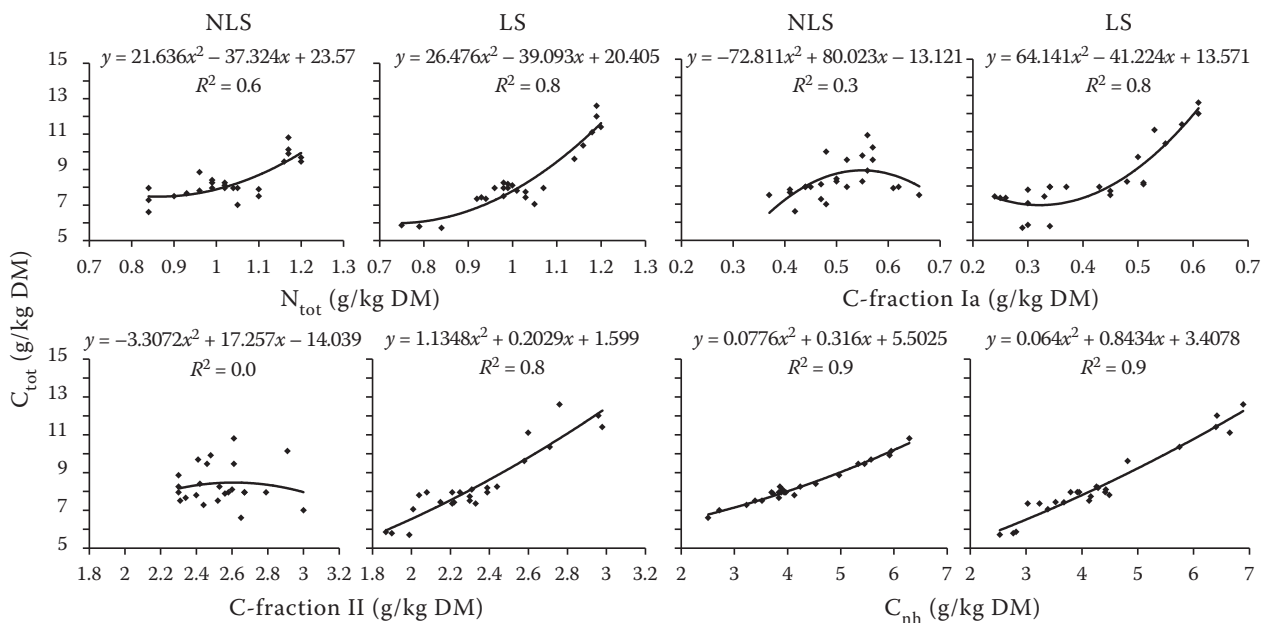 NLS LS NLS LS
y = 21.636x² – 37.324x + 23.57
R² = 0.6
y = 26.476x² – 39.093x + 20.405
R² = 0.8
y = –72.811x² + 80.023x – 13.121
R² = 0.3
y = 64.141x² – 41.224x + 13.571
R² = 0.8
15
13
11
9
7
5
0.7 0.8 0.9 1 1.1 1.2 1.3
0.7 0.8 0.9 1 1.1 1.2 1.3
0.2 0.3 0.4 0.5 0.6 0.7
0.2 0.3 0.4 0.5 0.6 0.7
N_tot (g/kg DM)
C-fraction Ia (g/kg DM)
C_tot (g/kg DM)
y = –3.3072x² + 17.257x – 14.039
R² = 0.0
y = 1.1348x² + 0.2029x + 1.599
R² = 0.8
y = 0.0776x² + 0.316x + 5.5025
R² = 0.9
y = 0.064x² + 0.8434x + 3.4078
R² = 0.9
15
13
11
9
7
5
1.8 2 2.2 2.4 2.6 2.8 3 3.2
1.8 2 2.2 2.4 2.6 2.8 3 3.2
2 3 4 5 6 7
2 3 4 5 6 7
C-fraction II (g/kg DM)
C_nh (g/kg DM)